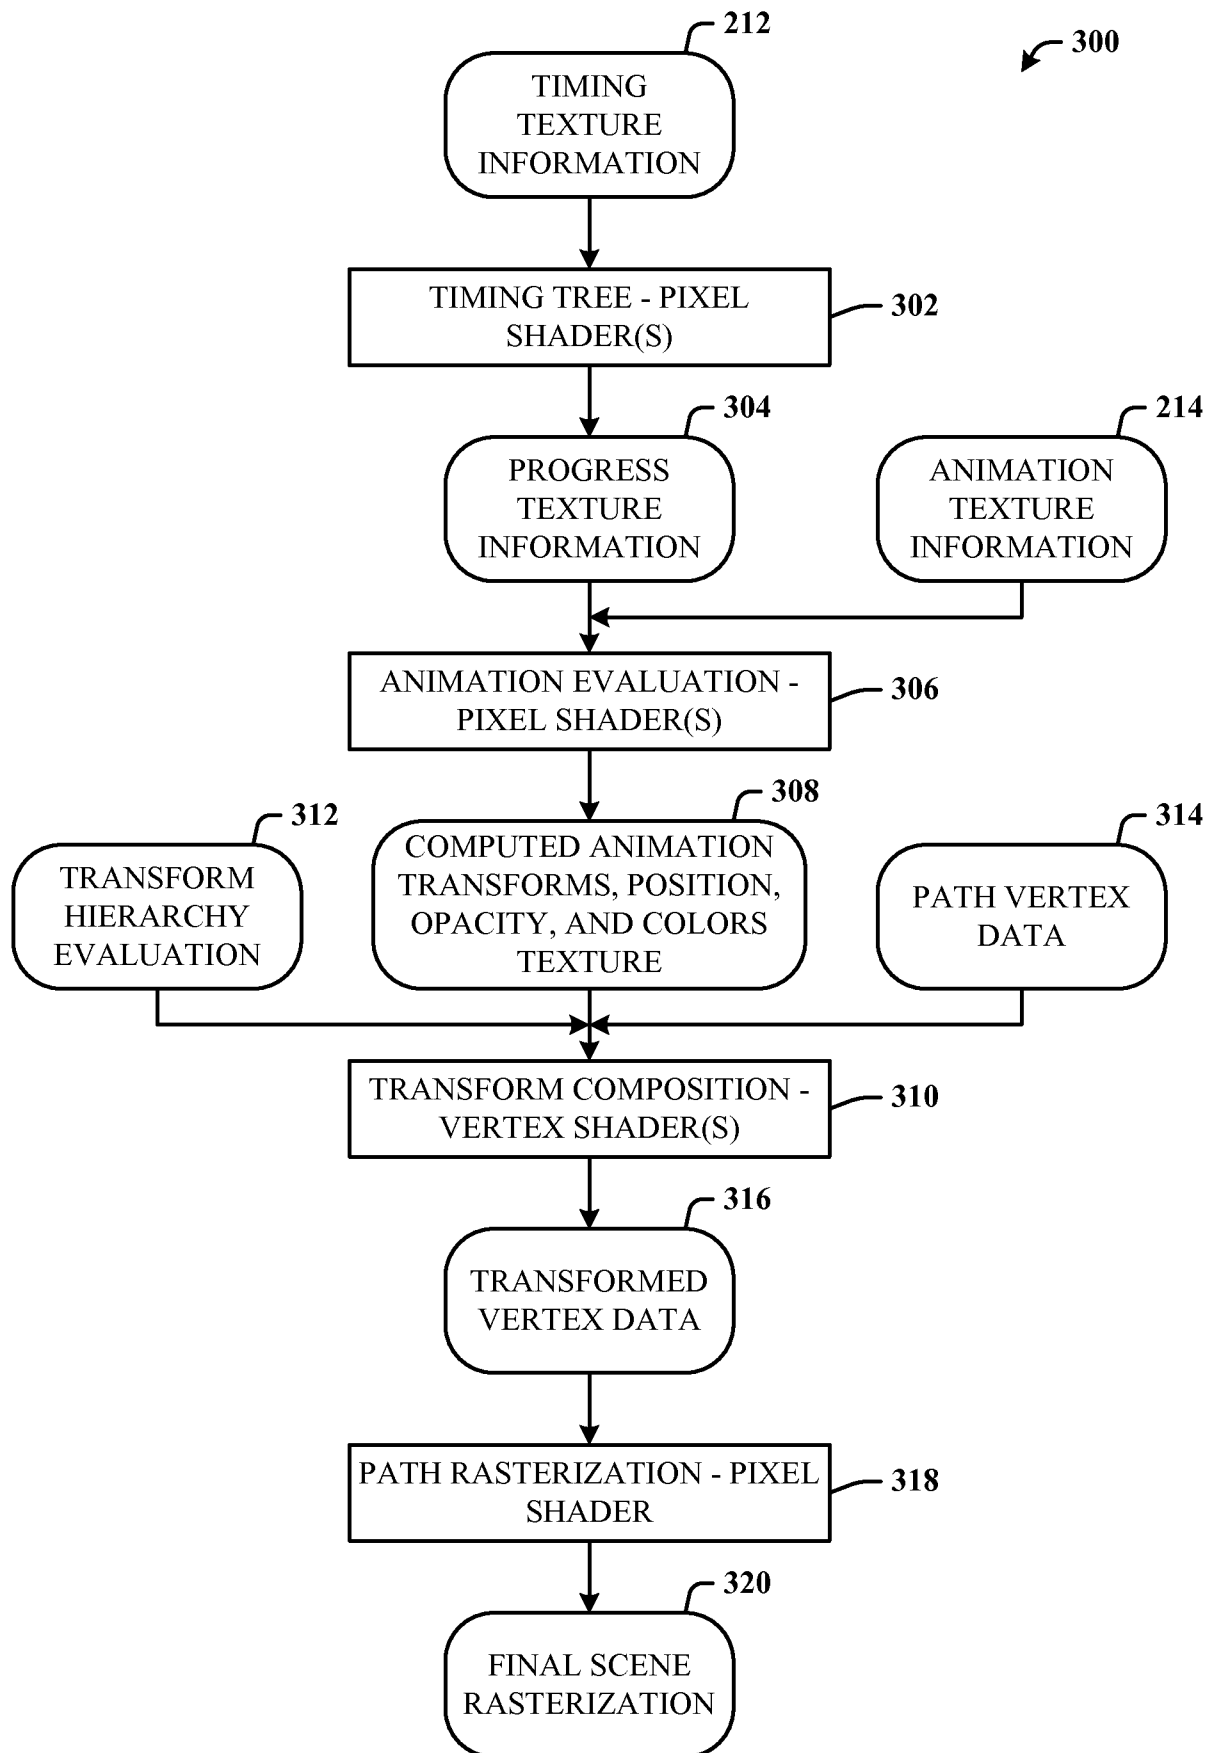 212
300
TIMING
TEXTURE
INFORMATION
TIMING TREE - PIXEL
SHADER(S)
302
304
214
PROGRESS
TEXTURE
INFORMATION
ANIMATION
TEXTURE
INFORMATION
ANIMATION EVALUATION -
PIXEL SHADER(S)
306
312
308
314
TRANSFORM
HIERARCHY
EVALUATION
COMPUTED ANIMATION
TRANSFORMS, POSITION,
OPACITY, AND COLORS
TEXTURE
PATH VERTEX
DATA
TRANSFORM COMPOSITION -
VERTEX SHADER(S)
310
316
TRANSFORMED
VERTEX DATA
PATH RASTERIZATION - PIXEL
SHADER
318
320
FINAL SCENE
RASTERIZATION